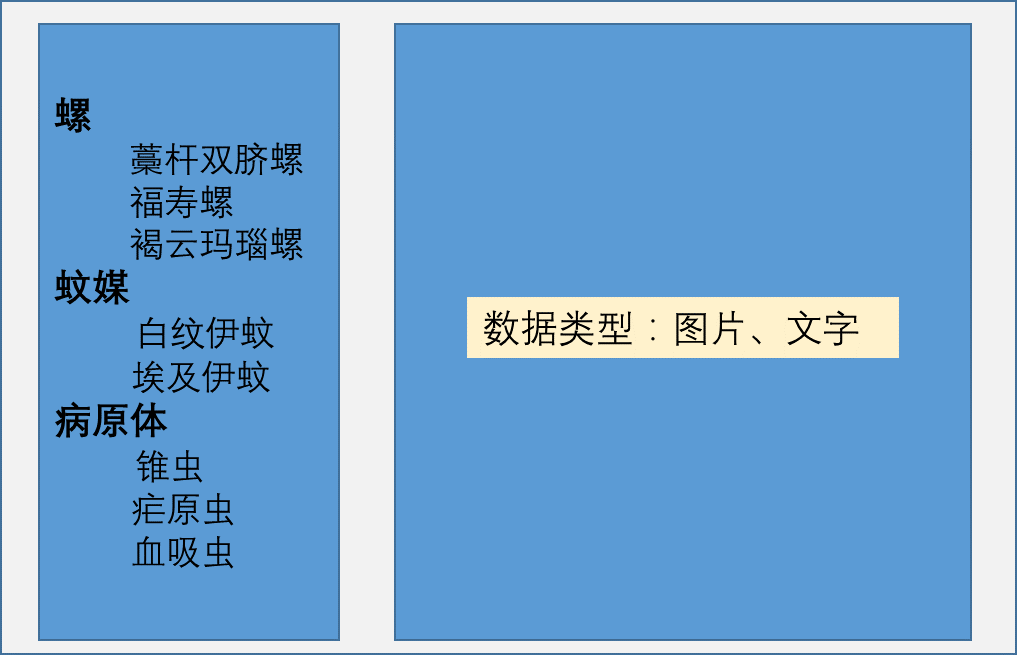 螺
藁杆双脐螺
福寿螺
褐云玛瑙螺
蚊媒
白纹伊蚊
埃及伊蚊
病原体
锥虫
疟原虫
血吸虫
数据类型：图片、文字